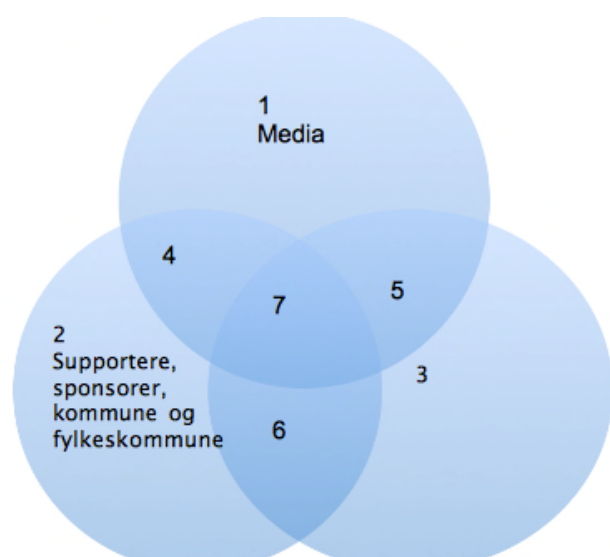 1
Media
4
7
5
2
Supportere,
sponsorer,
kommune og
fylkeskommune
3
6